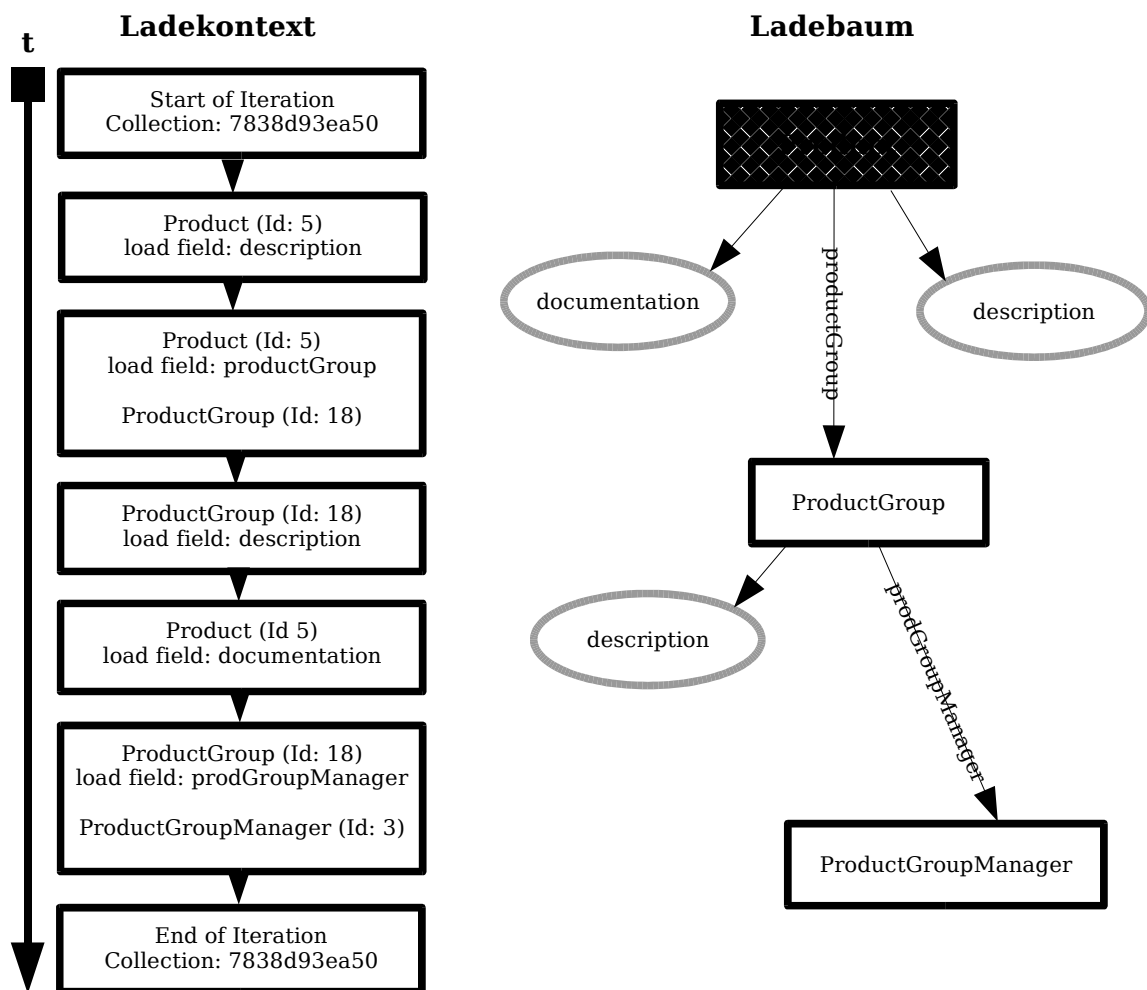 Ladekontext
t
Start of Iteration
Collection: 7838d93ea50
Product (Id: 5)
load field: description
Product (Id: 5)
load field: productGroup
ProductGroup (Id: 18)
ProductGroup (Id: 18)
load field: description
Product (Id 5)
load field: documentation
ProductGroup (Id: 18)
load field: prodGroupManager
ProductGroupManager (Id: 3)
End of Iteration
Collection: 7838d93ea50
Ladebaum
documentation
productGroup
description
ProductGroup
description
prodGroupManager
ProductGroupManager